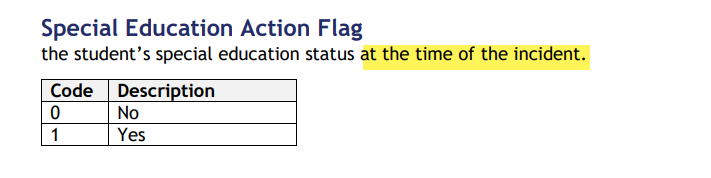 Special Education Action Flag
the student’s special education status at the time of the incident.
Code Description
0 No
1 Yes